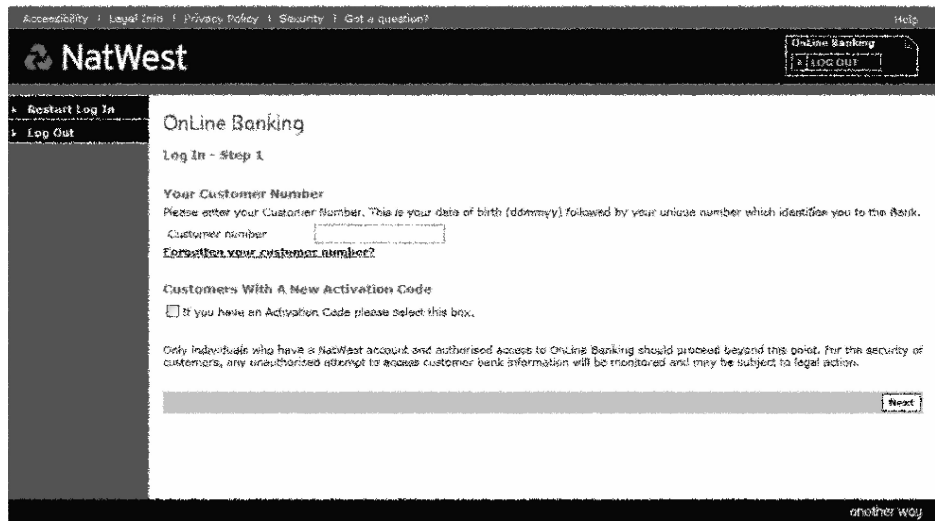 Accessibility | Legal Info | Privacy Policy | Security | Got a question? Help
NatWest
OnLine Banking
LOG OUT
Restart Log In
Log Out
OnLine Banking
Log In - Step 1
Your Customer Number
Please enter your Customer Number. This is your date of birth (ddmmyy) followed by your unique number which identifies you to the Bank.
Customer number
Forgotten your customer number?
Customers With A New Activation Code
If you have an Activation Code please select this box.
Only individuals who have a NatWest account and authorised access to OnLine Banking should proceed beyond this point. For the security of
customers, any unauthorised attempt to access customer bank information will be monitored and may be subject to legal action.
Next
another way